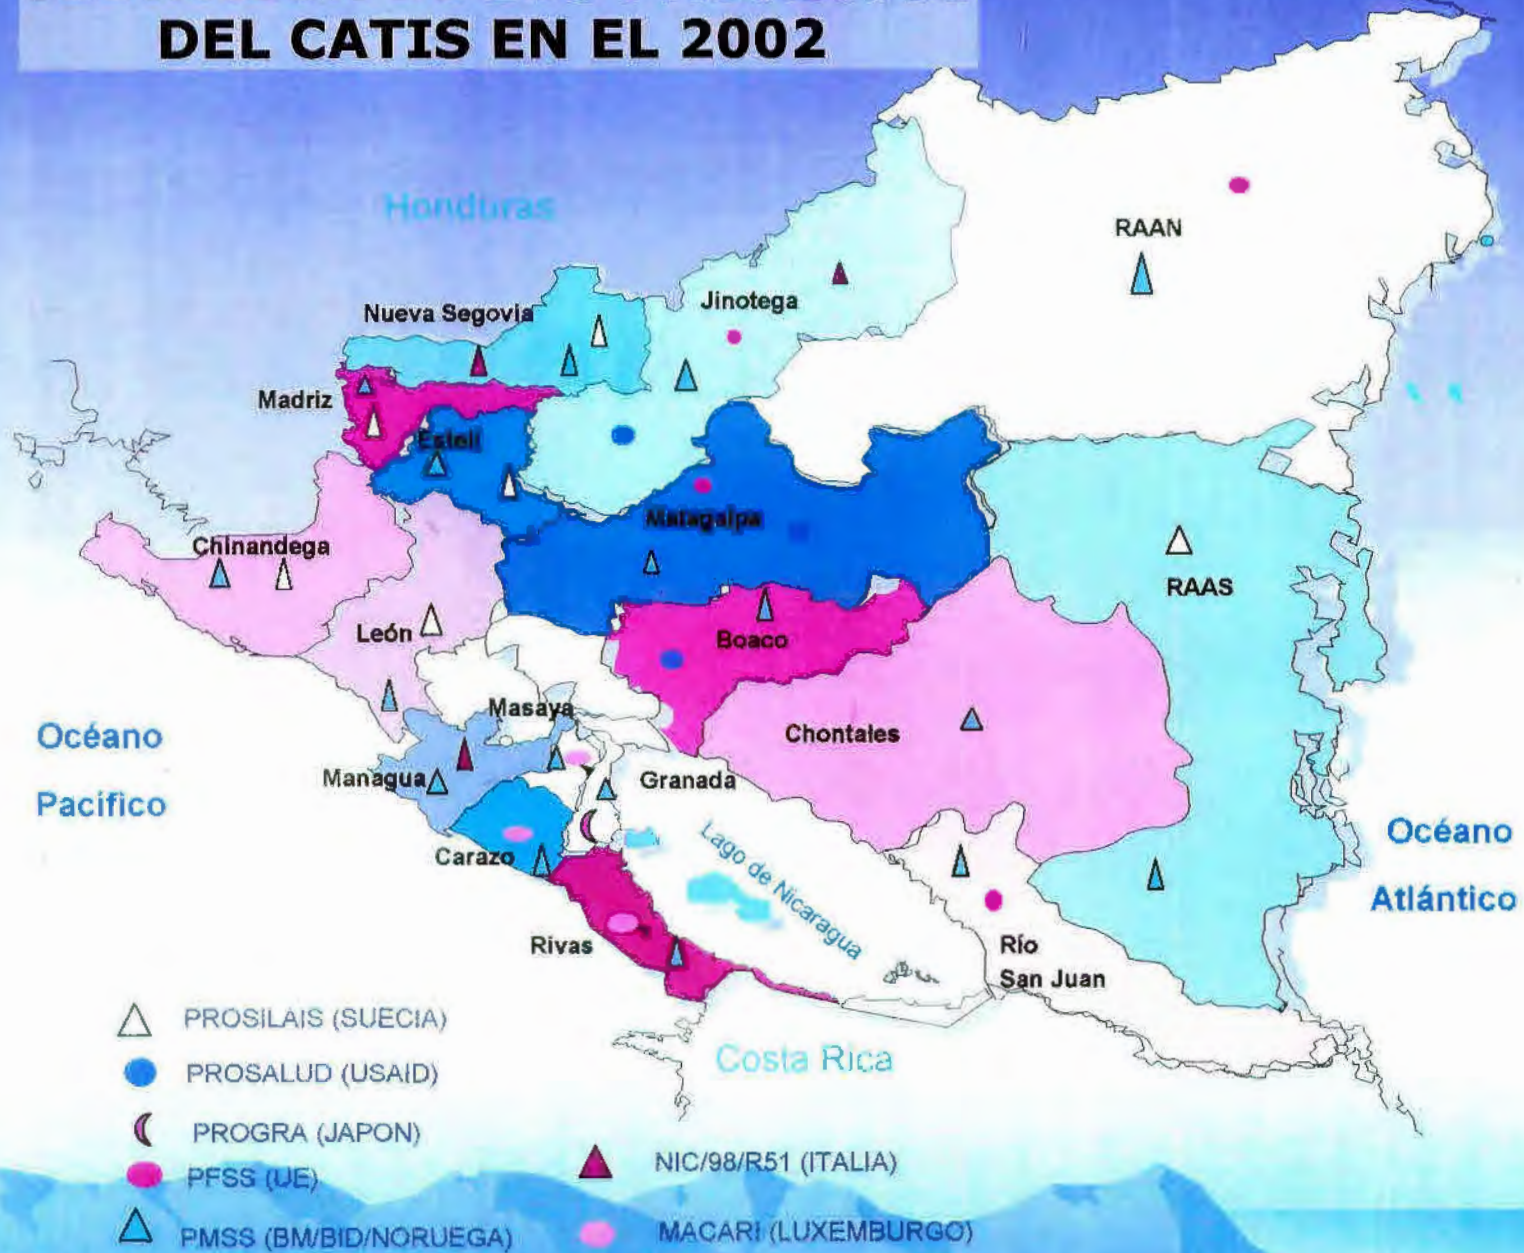 DEL CATIS EN EL 2002
Honduras
RAAN
Jinotega
Nueva Segovia
Madriz
Estelí
Matagalpa
Chinandega
RAAS
León
Boaco
Masaya
Océano
Pacífico
Chontales
Managua
Granada
Lago de Nicaragua
Océano
Atlántico
Carazo
Rivas
Río
San Juan
Costa Rica
PROSILAIS (SUECIA)
PROSALUD (USAID)
PROGRA (JAPON)
PFSS (UE)
PMSS (BM/BID/NORUEGA)
NIC/98/R51 (ITALIA)
MACARI (LUXEMBURGO)